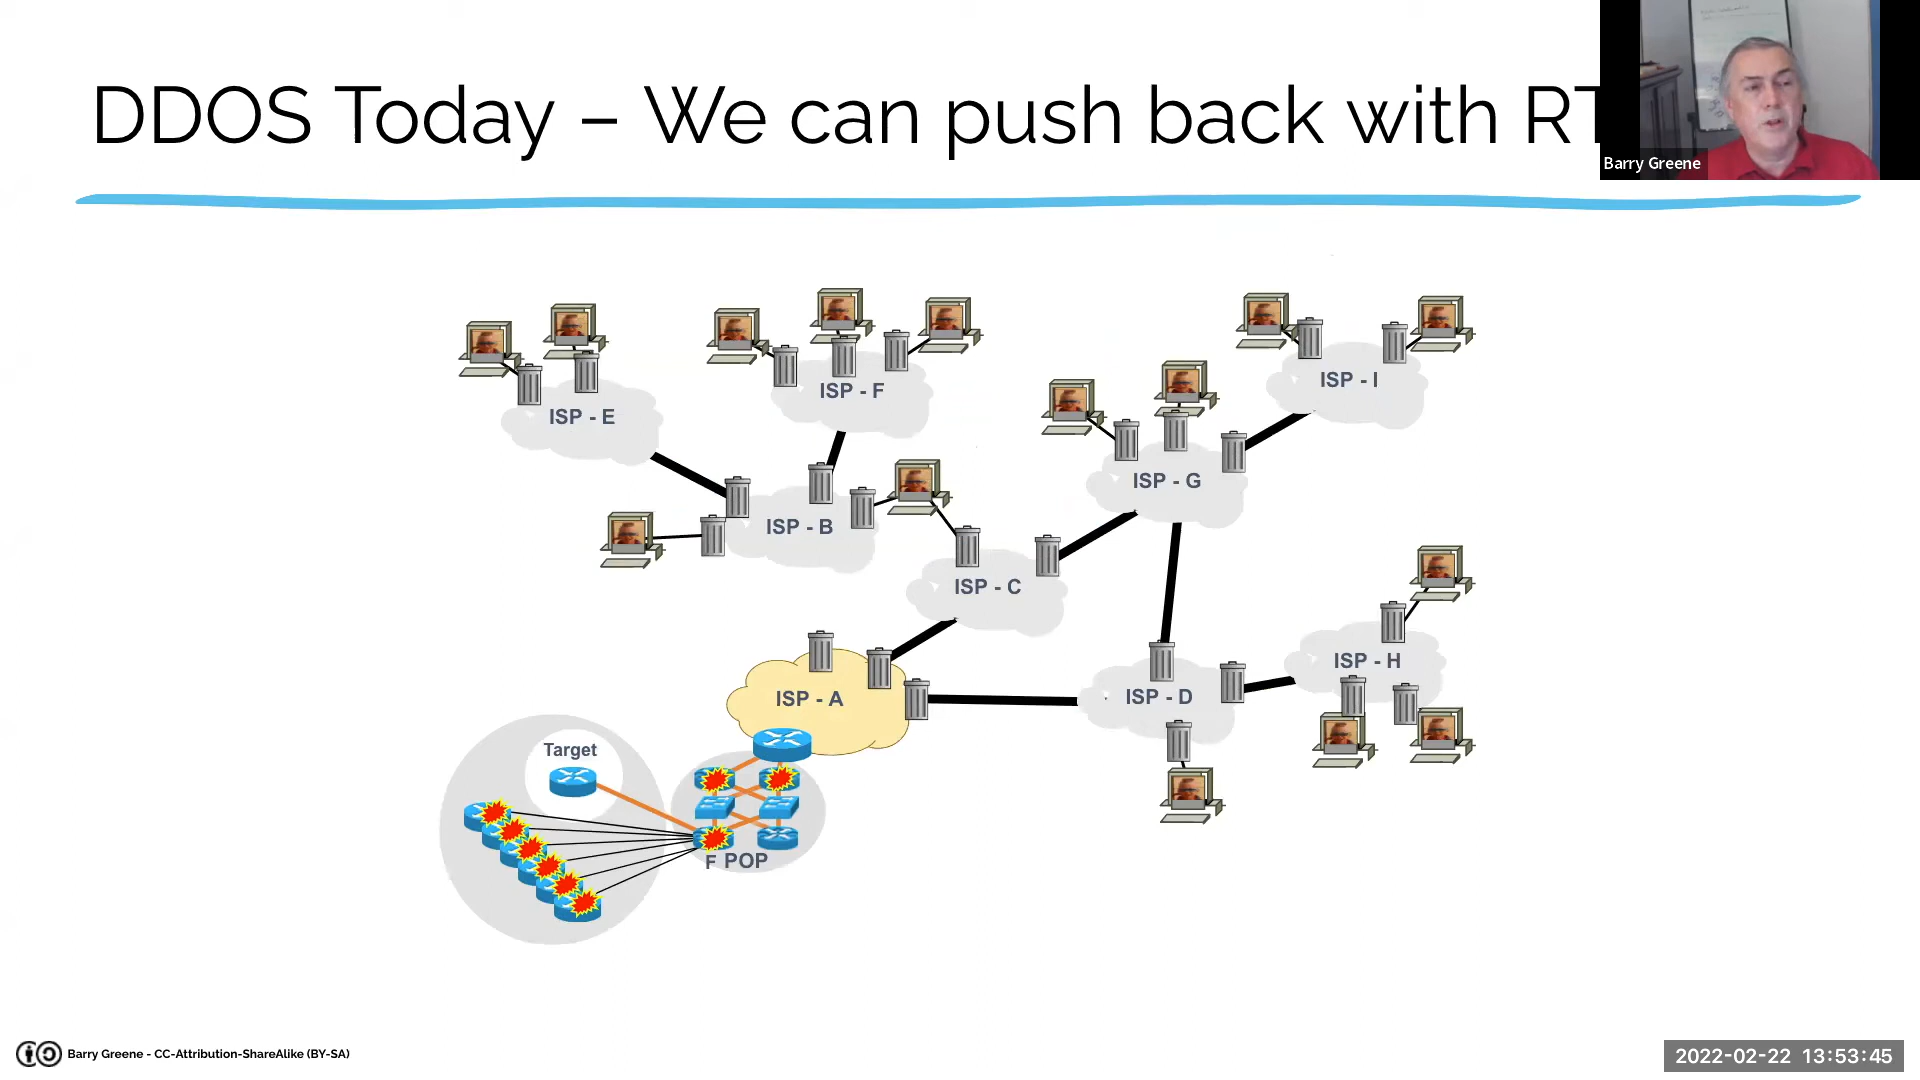 DDOS Today – We can push back with RT
Barry Greene
ISP - F
ISP - I
ISP - E
ISP - G
ISP - B
ISP - C
ISP - H
ISP - A
ISP - D
Target
F POP
Barry Greene - CC-Attribution-ShareAlike (BY-SA)
2022-02-22 13:53:45